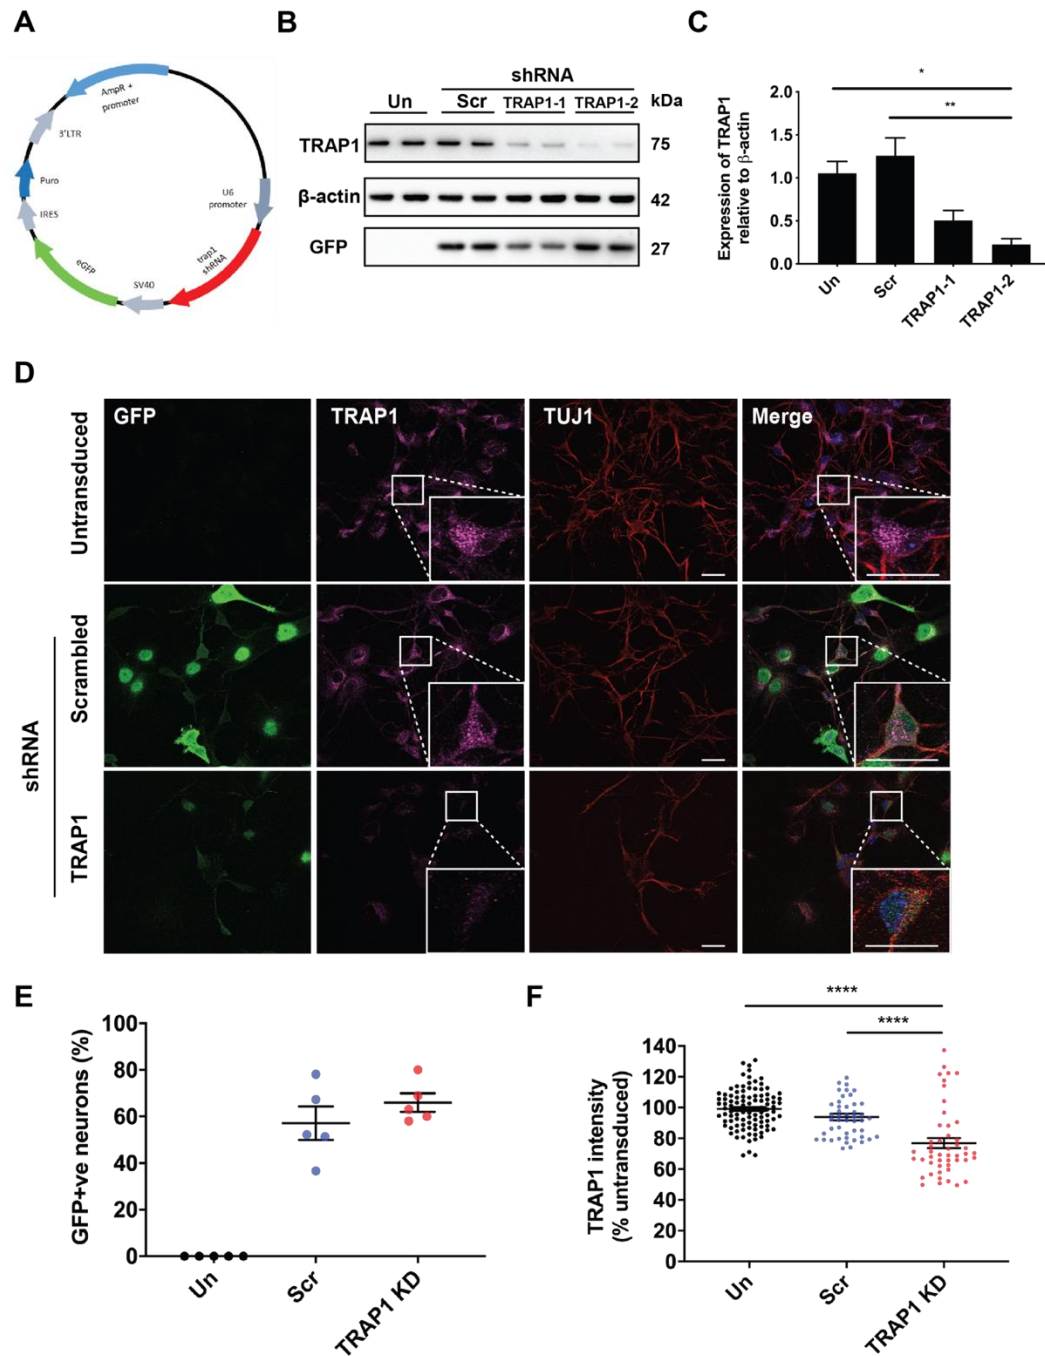 A
AmpR +
promoter
3'LTR
Puro
IRES
eGFP
SV40
trap1
shRNA
U6
promoter
B
shRNA
Un Scr TRAP1-1 TRAP1-2 kDa
TRAP1 75
β-actin 42
GFP 27
C
*
**
Expression of TRAP1
relative to β-actin
2.0
1.5
1.0
0.5
0.0
Un Scr TRAP1-1 TRAP1-2
D
GFP TRAP1 TUJ1 Merge
Untransduced
shRNA
Scrambled
TRAP1
E
GFP+ve neurons (%)
100
80
60
40
20
0
Un Scr TRAP1 KD
F
****
****
TRAP1 intensity
(% untransduced)
140
120
100
80
60
40
20
0
Un Scr TRAP1 KD